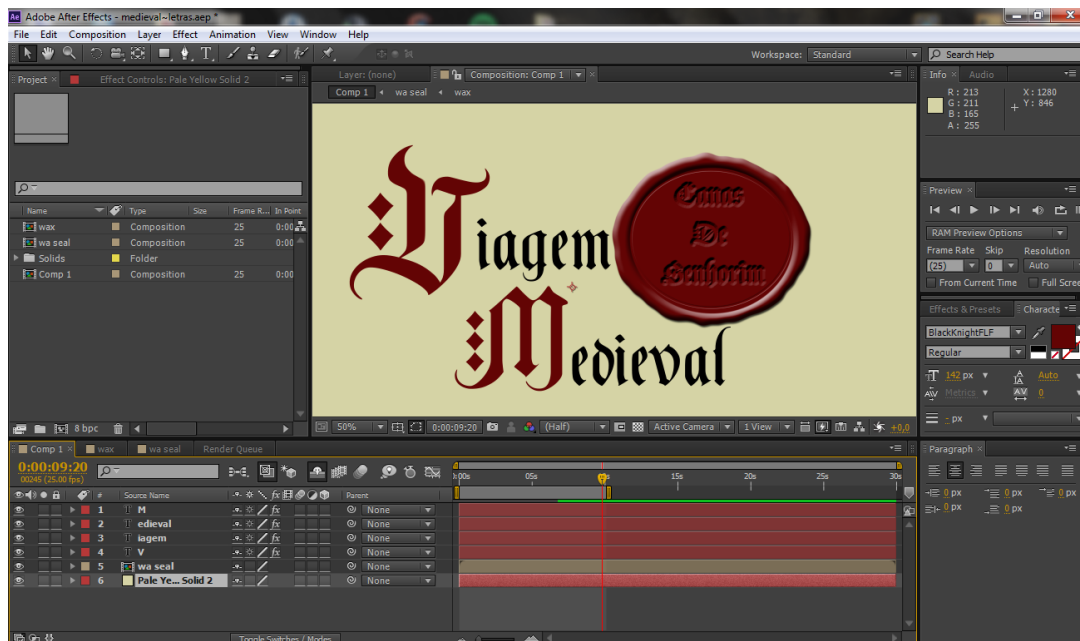 Adobe After Effects - medieval~letras.aep *
File Edit Composition Layer Effect Animation View Window Help
Workspace: Standard
Search Help
Project
Effect Controls: Pale Yellow Solid 2
Layer: (none)
Composition: Comp 1
Comp 1 wa seal wax
Info Audio
R : 213
G : 211
B : 165
A : 255
X : 1280
Y : 846
Name Type Size Frame R... In Point
wax Composition 25 0:00
wa seal Composition 25 0:00
Solids Folder
Comp 1 Composition 25 0:00
Viagem
Medieval
Canas
De
Senhorim
Preview
RAM Preview Options
Frame Rate Skip Resolution
(25) 0 Auto
From Current Time Full Scree
Effects & Presets Characte
BlackKnightFLF
Regular
142 px Auto
Metrics 0
- px
8 bpc
50% 0:00:09:20 (Half) Active Camera 1 View +0,0
Comp 1 wax wa seal Render Queue
0:00:09:20
00245 (25.00 fps)
# Source Name Parent
1 M None
2 edieval None
3 iagem None
4 V None
5 wa seal None
6 Pale Ye... Solid 2 None
00s 05s 10s 15s 20s 25s 30s
Toggle Switches / Modes
Paragraph
0 px 0 px 0 px
0 px 0 px